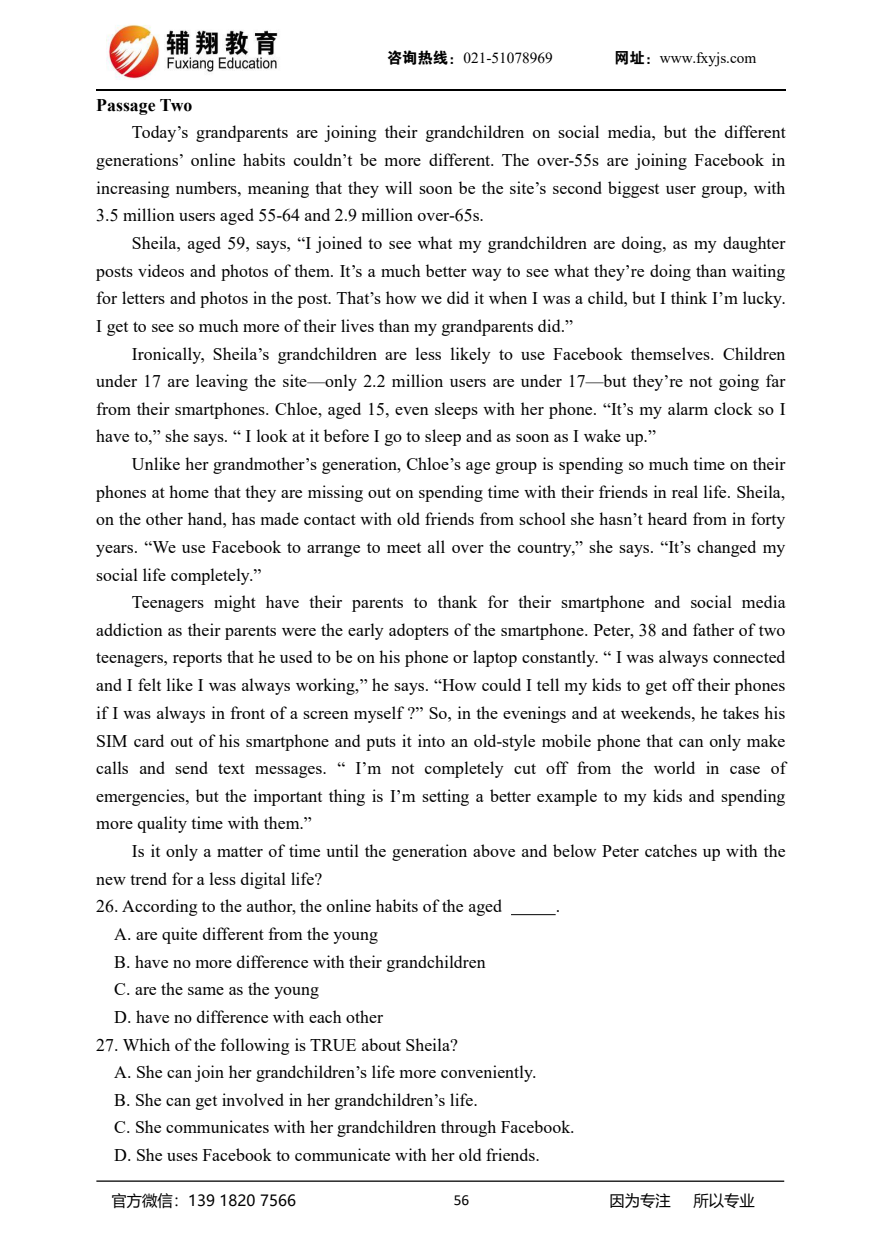 辅翔教育
Fuxiang Education
咨询热线：021-51078969 网址：www.fxyjs.com
Passage Two
Today’s grandparents are joining their grandchildren on social media, but the different
generations’ online habits couldn’t be more different. The over-55s are joining Facebook in
increasing numbers, meaning that they will soon be the site’s second biggest user group, with
3.5 million users aged 55-64 and 2.9 million over-65s.
Sheila, aged 59, says, “I joined to see what my grandchildren are doing, as my daughter
posts videos and photos of them. It’s a much better way to see what they’re doing than waiting
for letters and photos in the post. That’s how we did it when I was a child, but I think I’m lucky.
I get to see so much more of their lives than my grandparents did.”
Ironically, Sheila’s grandchildren are less likely to use Facebook themselves. Children
under 17 are leaving the site—only 2.2 million users are under 17—but they’re not going far
from their smartphones. Chloe, aged 15, even sleeps with her phone. “It’s my alarm clock so I
have to,” she says. “ I look at it before I go to sleep and as soon as I wake up.”
Unlike her grandmother’s generation, Chloe’s age group is spending so much time on their
phones at home that they are missing out on spending time with their friends in real life. Sheila,
on the other hand, has made contact with old friends from school she hasn’t heard from in forty
years. “We use Facebook to arrange to meet all over the country,” she says. “It’s changed my
social life completely.”
Teenagers might have their parents to thank for their smartphone and social media
addiction as their parents were the early adopters of the smartphone. Peter, 38 and father of two
teenagers, reports that he used to be on his phone or laptop constantly. “ I was always connected
and I felt like I was always working,” he says. “How could I tell my kids to get off their phones
if I was always in front of a screen myself ?” So, in the evenings and at weekends, he takes his
SIM card out of his smartphone and puts it into an old-style mobile phone that can only make
calls and send text messages. “ I’m not completely cut off from the world in case of
emergencies, but the important thing is I’m setting a better example to my kids and spending
more quality time with them.”
Is it only a matter of time until the generation above and below Peter catches up with the
new trend for a less digital life?
26. According to the author, the online habits of the aged _____.
A. are quite different from the young
B. have no more difference with their grandchildren
C. are the same as the young
D. have no difference with each other
27. Which of the following is TRUE about Sheila?
A. She can join her grandchildren’s life more conveniently.
B. She can get involved in her grandchildren’s life.
C. She communicates with her grandchildren through Facebook.
D. She uses Facebook to communicate with her old friends.
官方微信：139 1820 7566 56 因为专注 所以专业